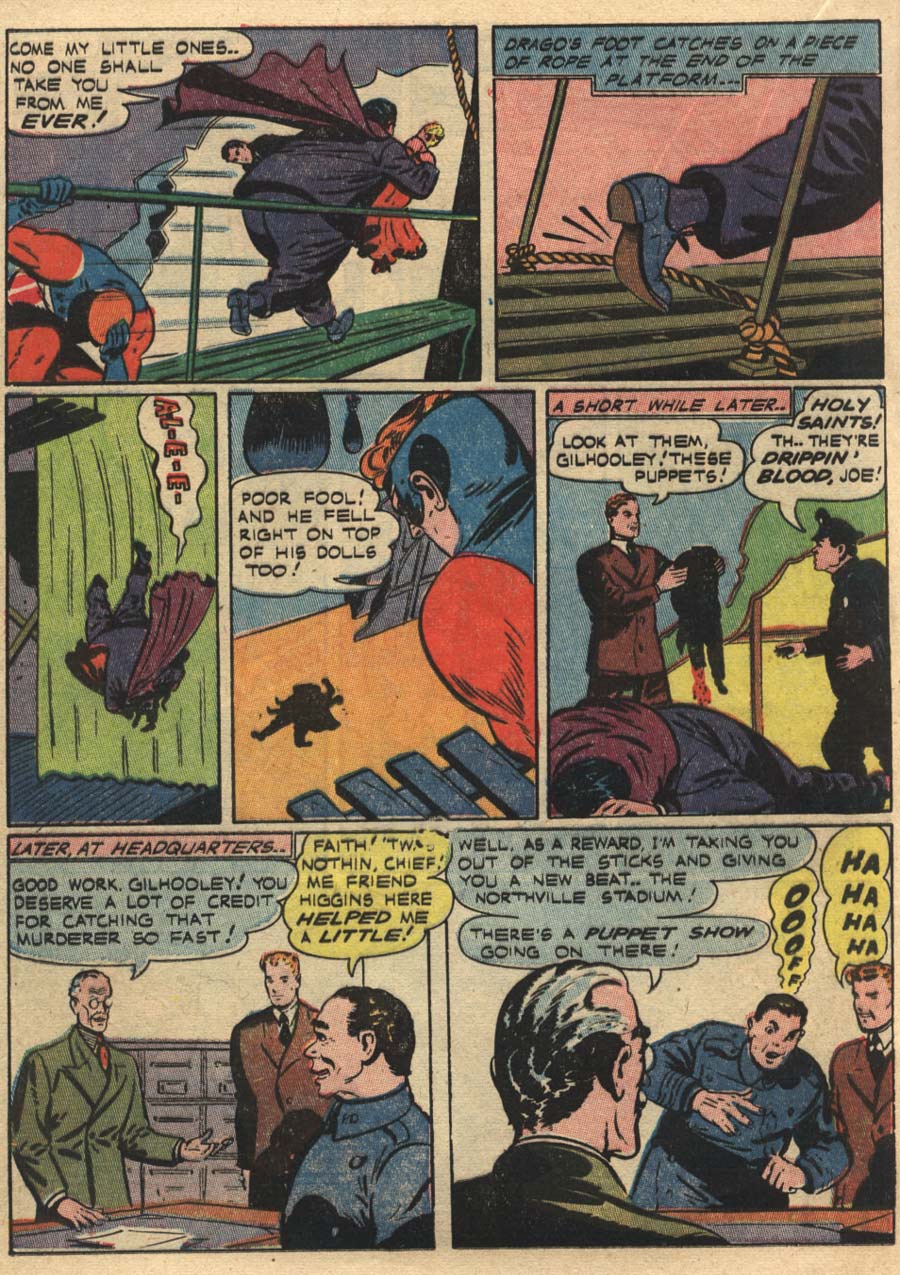 COME MY LITTLE ONES..
NO ONE SHALL
TAKE YOU
FROM ME
EVER!
DRAGO'S FOOT CATCHES ON A PIECE
OF ROPE AT THE END OF THE
PLATFORM....
AI-E-E-E-
POOR FOOL!
AND HE FELL
RIGHT ON TOP
OF HIS DOLLS
TOO!
A SHORT WHILE LATER..
LOOK AT THEM,
GILHOOLEY! THESE
PUPPETS!
HOLY
SAINTS!
TH.. THEY'RE
DRIPPIN'
BLOOD, JOE!
LATER, AT HEADQUARTERS..
GOOD WORK, GILHOOLEY! YOU
DESERVE A LOT OF CREDIT
FOR CATCHING THAT
MURDERER SO FAST!
FAITH! 'TWAS
NOTHIN, CHIEF!
ME FRIEND
HIGGINS HERE
HELPED ME
A LITTLE!
WELL, AS A REWARD, I'M TAKING YOU
OUT OF THE STICKS AND GIVING
YOU A NEW BEAT.. THE
NORTHVILLE STADIUM!
THERE'S A PUPPET SHOW
GOING ON THERE!
OOOOFF
HA
HA
HA
HA
PD